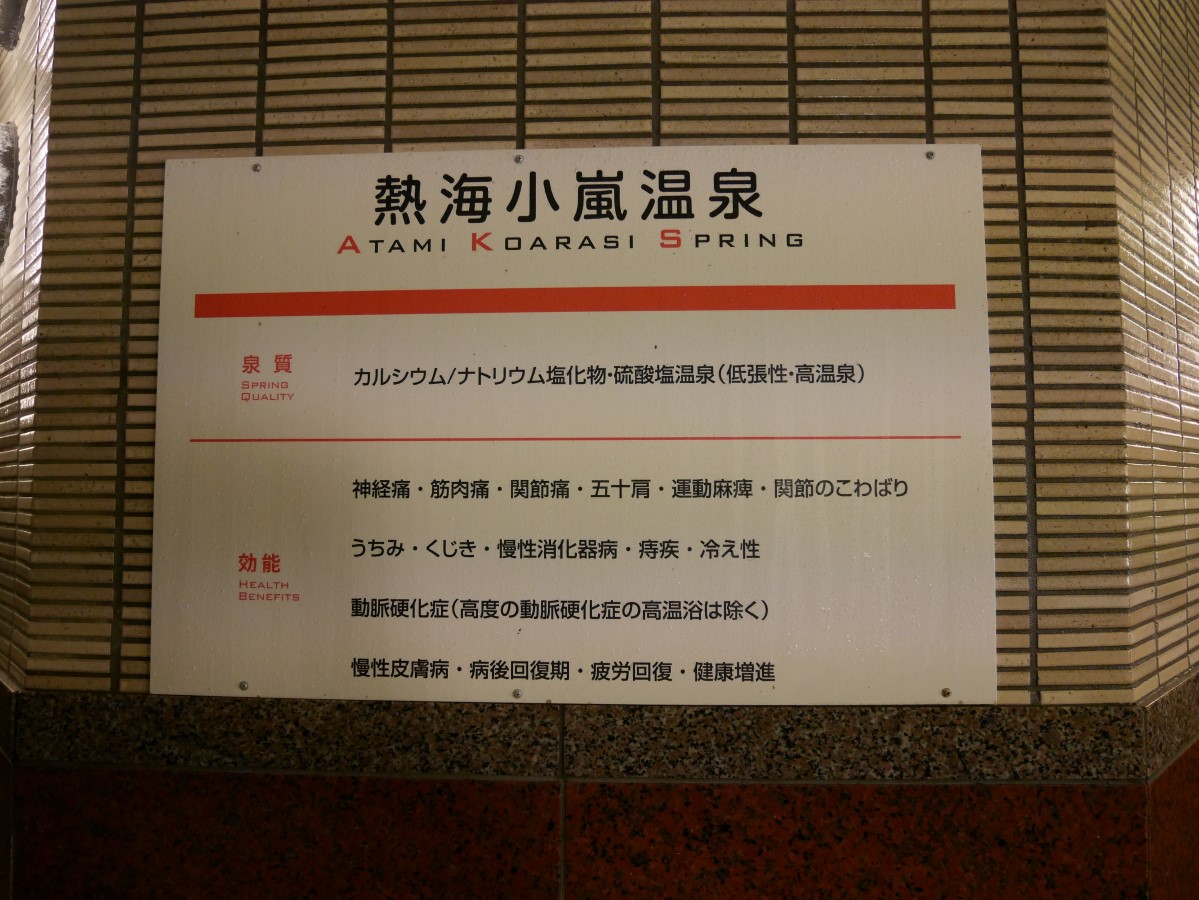 熱海小嵐温泉
ATAMI KOARASI SPRING
泉質
SPRING
QUALITY
カルシウム/ナトリウム塩化物・硫酸塩温泉(低張性・高温泉)
効能
HEALTH
BENEFITS
神経痛・筋肉痛・関節痛・五十肩・運動麻痺・関節のこわばり
うちみ・くじき・慢性消化器病・痔疾・冷え性
動脈硬化症(高度の動脈硬化症の高温浴は除く)
慢性皮膚病・病後回復期・疲労回復・健康増進